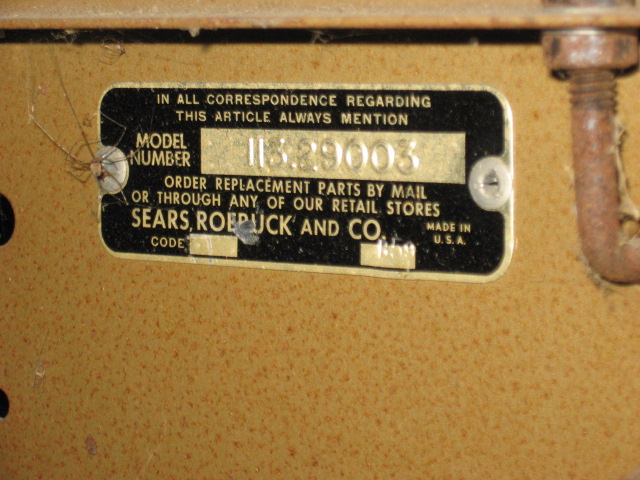 IN ALL CORRESPONDENCE REGARDING
THIS ARTICLE ALWAYS MENTION
MODEL NUMBER 113.29003
ORDER REPLACEMENT PARTS BY MAIL
OR THROUGH ANY OF OUR RETAIL STORES
SEARS, ROEBUCK AND CO.
MADE IN U.S.A.
CODE